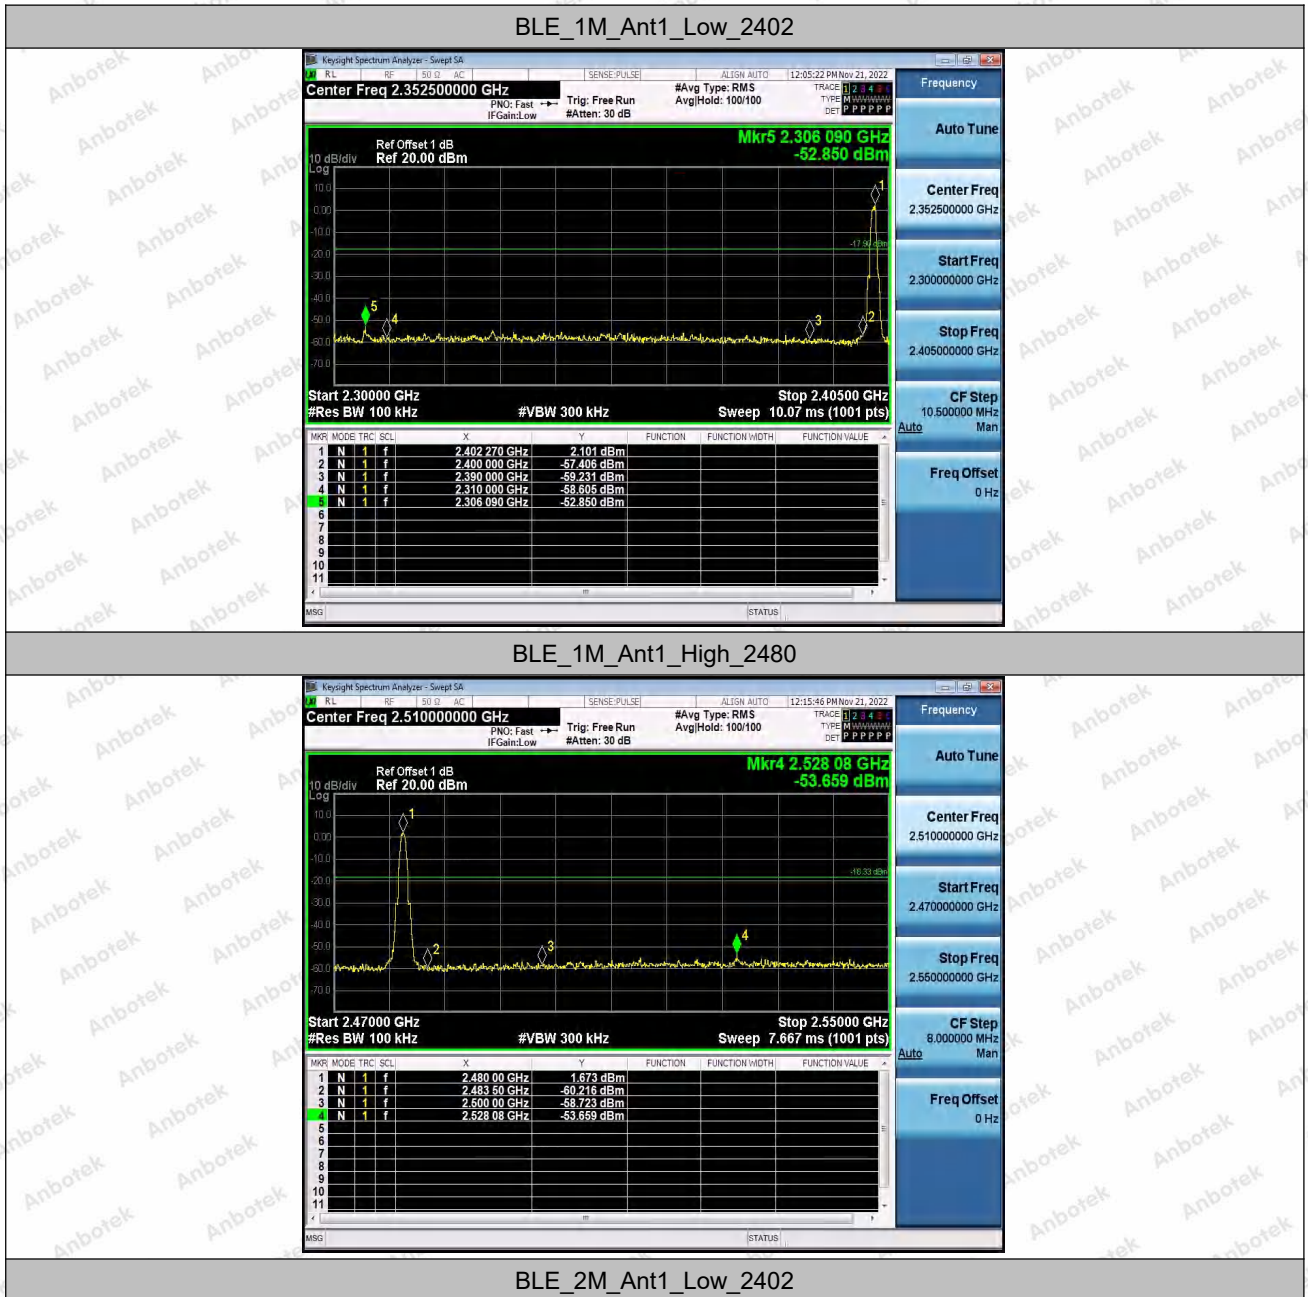 BLE_1M_Ant1_Low_2402
Keysight Spectrum Analyzer - Swept SA
RL RF 50 Ω AC SENSE:PULSE ALIGN AUTO 12:05:22 PM Nov 21, 2022
Center Freq 2.352500000 GHz #Avg Type: RMS TRACE 1 2 3 4 5 6
PNO: Fast Trig: Free Run Avg|Hold: 100/100 TYPE M WWWWW
IFGain:Low #Atten: 30 dB DET P P P P P P
Frequency
Auto Tune
Center Freq
2.352500000 GHz
Start Freq
2.300000000 GHz
Stop Freq
2.405000000 GHz
CF Step
10.500000 MHz
Auto Man
Freq Offset
0 Hz
Mkr5 2.306 090 GHz
Ref Offset 1 dB
10 dB/div Ref 20.00 dBm -52.850 dBm
Log
10.0
0.00
-10.0
-20.0
-30.0
-40.0
-50.0
-60.0
-70.0
1
5
4
3
2
Start 2.30000 GHz Stop 2.40500 GHz
#Res BW 100 kHz #VBW 300 kHz Sweep 10.07 ms (1001 pts)
MKR MODE TRC SCL X Y FUNCTION FUNCTION WIDTH FUNCTION VALUE
1 N 1 f 2.402 270 GHz 2.101 dBm
2 N 1 f 2.400 000 GHz -57.406 dBm
3 N 1 f 2.390 000 GHz -59.231 dBm
4 N 1 f 2.310 000 GHz -58.605 dBm
5 N 1 f 2.306 090 GHz -52.850 dBm
6
7
8
9
10
11
MSG STATUS
BLE_1M_Ant1_High_2480
Keysight Spectrum Analyzer - Swept SA
RL RF 50 Ω AC SENSE:PULSE ALIGN AUTO 12:15:46 PM Nov 21, 2022
Center Freq 2.510000000 GHz #Avg Type: RMS TRACE 1 2 3 4 5 6
PNO: Fast Trig: Free Run Avg|Hold: 100/100 TYPE M WWWWW
IFGain:Low #Atten: 30 dB DET P P P P P P
Frequency
Auto Tune
Center Freq
2.510000000 GHz
Start Freq
2.470000000 GHz
Stop Freq
2.550000000 GHz
CF Step
8.000000 MHz
Auto Man
Freq Offset
0 Hz
Mkr4 2.528 08 GHz
Ref Offset 1 dB
10 dB/div Ref 20.00 dBm -53.659 dBm
Log
10.0
0.00
-10.0
-20.0
-30.0
-40.0
-50.0
-60.0
-70.0
-18.33 dBm
1
2
3
4
Start 2.47000 GHz Stop 2.55000 GHz
#Res BW 100 kHz #VBW 300 kHz Sweep 7.667 ms (1001 pts)
MKR MODE TRC SCL X Y FUNCTION FUNCTION WIDTH FUNCTION VALUE
1 N 1 f 2.480 00 GHz 1.673 dBm
2 N 1 f 2.483 50 GHz -60.216 dBm
3 N 1 f 2.500 00 GHz -58.723 dBm
4 N 1 f 2.528 08 GHz -53.659 dBm
5
6
7
8
9
10
11
MSG STATUS
BLE_2M_Ant1_Low_2402